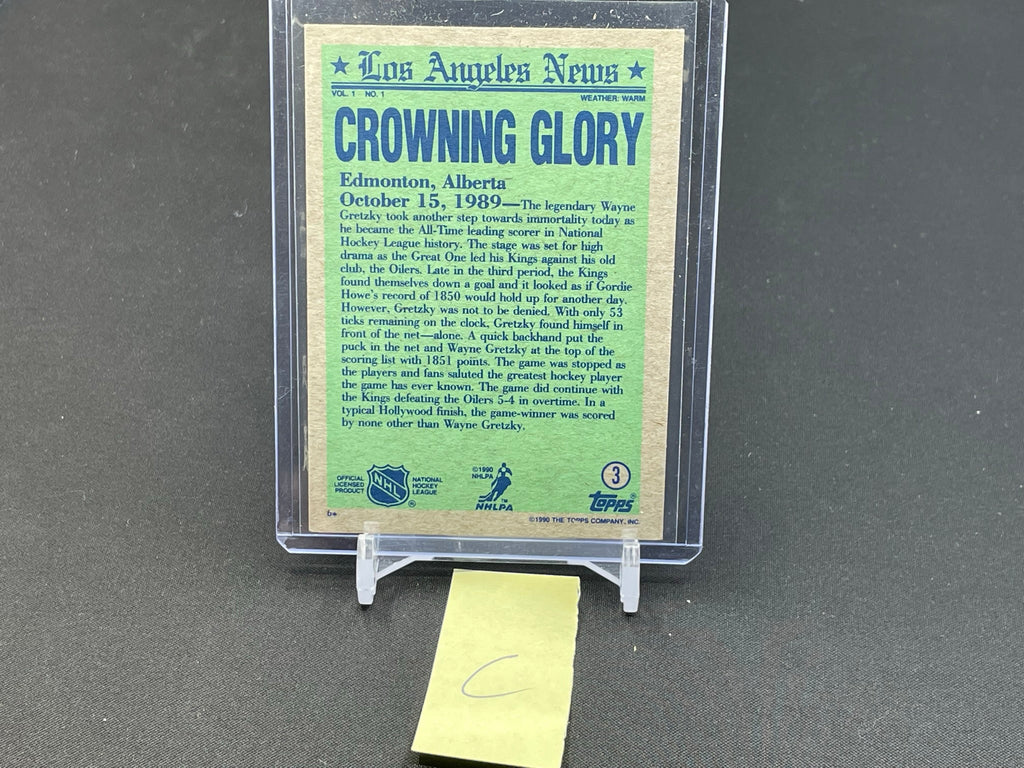 ★ Los Angeles News ★
VOL. 1 NO. 1 WEATHER: WARM
CROWNING GLORY
Edmonton, Alberta
October 15, 1989—The legendary Wayne
Gretzky took another step towards immortality today as
he became the All-Time leading scorer in National
Hockey League history. The stage was set for high
drama as the Great One led his Kings against his old
club, the Oilers. Late in the third period, the Kings
found themselves down a goal and it looked as if Gordie
Howe's record of 1850 would hold up for another day.
However, Gretzky was not to be denied. With only 53
ticks remaining on the clock, Gretzky found himself in
front of the net—alone. A quick backhand put the
puck in the net and Wayne Gretzky at the top of the
scoring list with 1851 points. The game was stopped as
the players and fans saluted the greatest hockey player
the game has ever known. The game did continue with
the Kings defeating the Oilers 5-4 in overtime. In a
typical Hollywood finish, the game-winner was scored
by none other than Wayne Gretzky.
OFFICIAL
LICENSED
PRODUCT
NHL
®
NATIONAL
HOCKEY
LEAGUE
©1990
NHLPA
TM
NHLPA
3
topps®
6*
©1990 THE TOPPS COMPANY, INC.
C